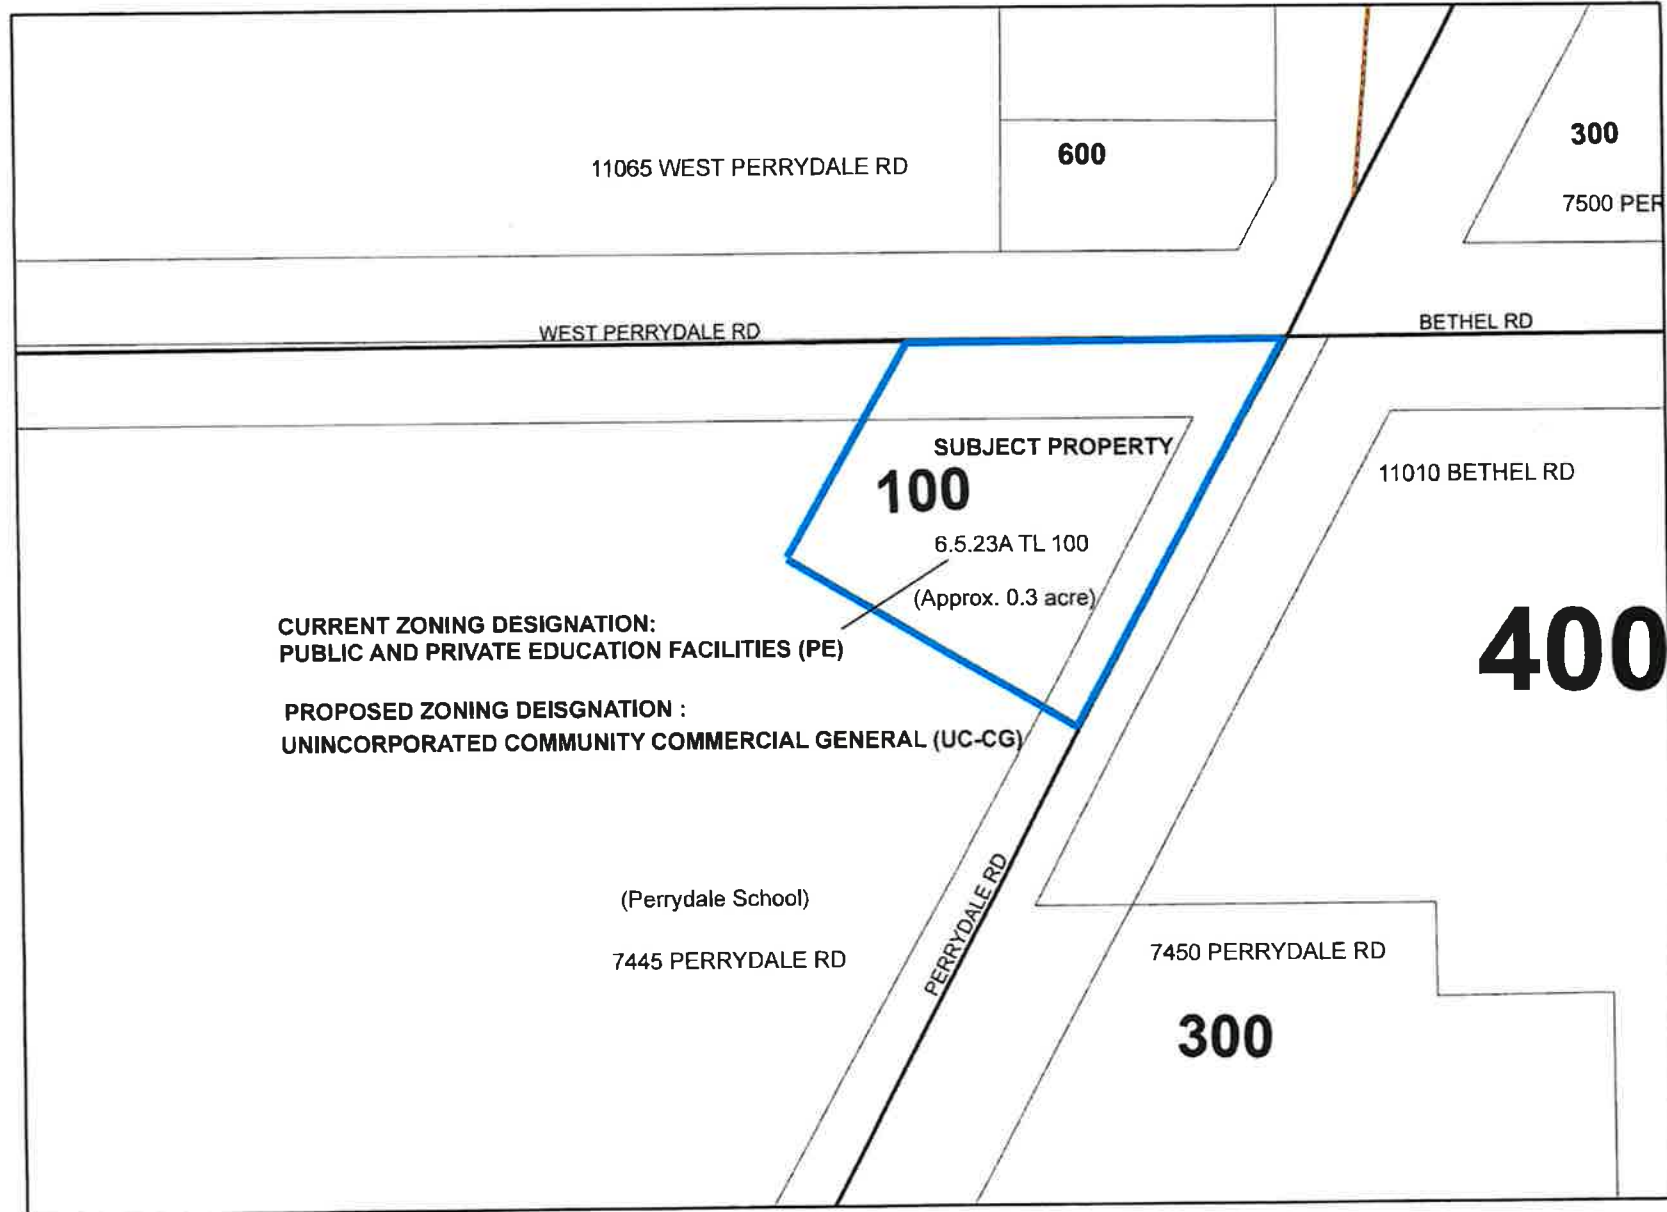 300
600
11065 WEST PERRYDALE RD
7500 PER
BETHEL RD
WEST PERRYDALE RD
SUBJECT PROPERTY
100
11010 BETHEL RD
6.5.23A TL 100
(Approx. 0.3 acre)
CURRENT ZONING DESIGNATION:
PUBLIC AND PRIVATE EDUCATION FACILITIES (PE)
400
PROPOSED ZONING DEISGNATION :
UNINCORPORATED COMMUNITY COMMERCIAL GENERAL (UC-CG)
(Perrydale School)
7445 PERRYDALE RD
PERRYDALE RD
7450 PERRYDALE RD
300